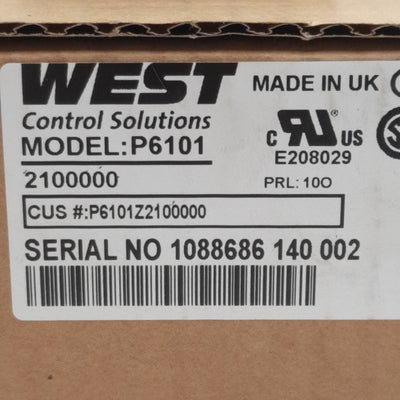 WEST
Control Solutions
MADE IN UK
MODEL:P6101
C UR US
E208029
2100000
PRL: 10O
CUS #:P6101Z2100000
SERIAL NO 1088686 140 002